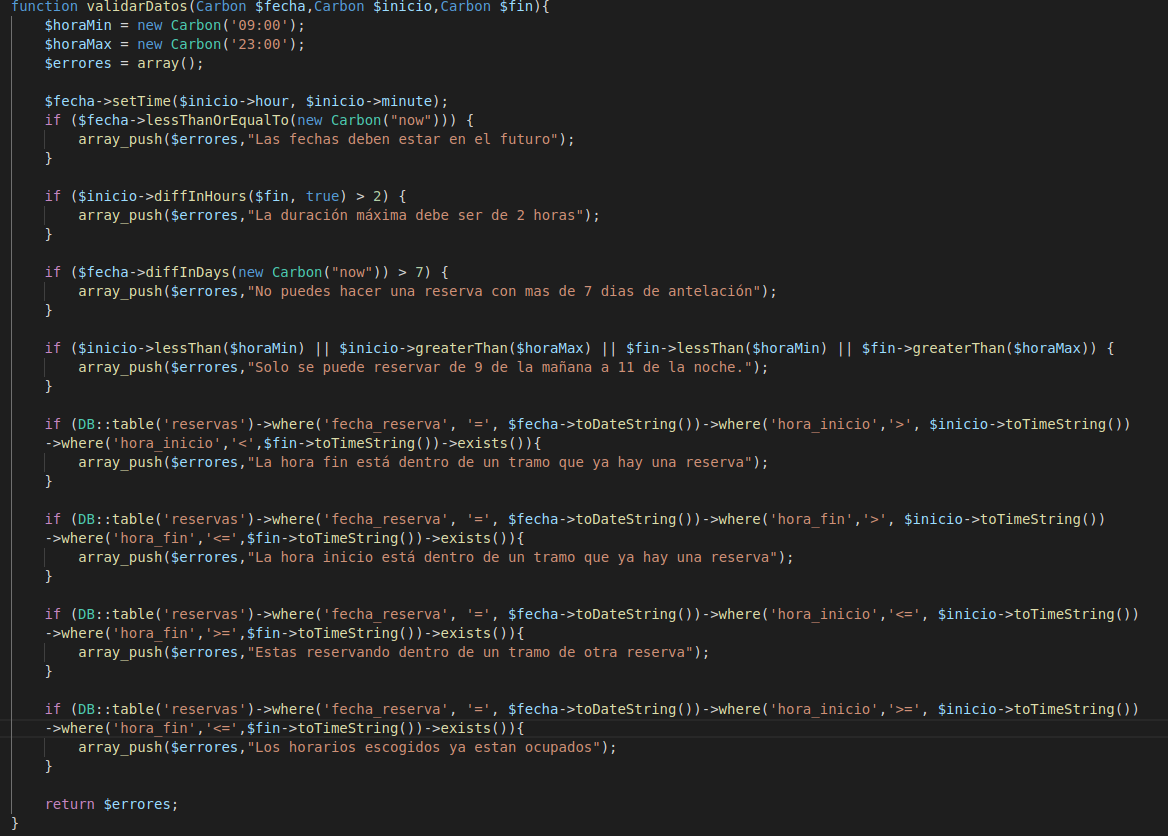 function validarDatos(Carbon $fecha,Carbon $inicio,Carbon $fin){
    $horaMin = new Carbon('09:00');
    $horaMax = new Carbon('23:00');
    $errores = array();

    $fecha->setTime($inicio->hour, $inicio->minute);
    if ($fecha->lessThanOrEqualTo(new Carbon("now"))) {
        array_push($errores,"Las fechas deben estar en el futuro");
    }

    if ($inicio->diffInHours($fin, true) > 2) {
        array_push($errores,"La duración máxima debe ser de 2 horas");
    }

    if ($fecha->diffInDays(new Carbon("now")) > 7) {
        array_push($errores,"No puedes hacer una reserva con mas de 7 dias de antelación");
    }

    if ($inicio->lessThan($horaMin) || $inicio->greaterThan($horaMax) || $fin->lessThan($horaMin) || $fin->greaterThan($horaMax)) {
        array_push($errores,"Solo se puede reservar de 9 de la mañana a 11 de la noche.");
    }

    if (DB::table('reservas')->where('fecha_reserva', '=', $fecha->toDateString())->where('hora_inicio','>', $inicio->toTimeString())
    ->where('hora_inicio','<',$fin->toTimeString())->exists()){
        array_push($errores,"La hora fin está dentro de un tramo que ya hay una reserva");
    }

    if (DB::table('reservas')->where('fecha_reserva', '=', $fecha->toDateString())->where('hora_fin','>', $inicio->toTimeString())
    ->where('hora_fin','<=',$fin->toTimeString())->exists()){
        array_push($errores,"La hora inicio está dentro de un tramo que ya hay una reserva");
    }

    if (DB::table('reservas')->where('fecha_reserva', '=', $fecha->toDateString())->where('hora_inicio','<=', $inicio->toTimeString())
    ->where('hora_fin','>=',$fin->toTimeString())->exists()){
        array_push($errores,"Estas reservando dentro de un tramo de otra reserva");
    }

    if (DB::table('reservas')->where('fecha_reserva', '=', $fecha->toDateString())->where('hora_inicio','>=', $inicio->toTimeString())
    ->where('hora_fin','<=',$fin->toTimeString())->exists()){
        array_push($errores,"Los horarios escogidos ya estan ocupados");
    }

    return $errores;
}